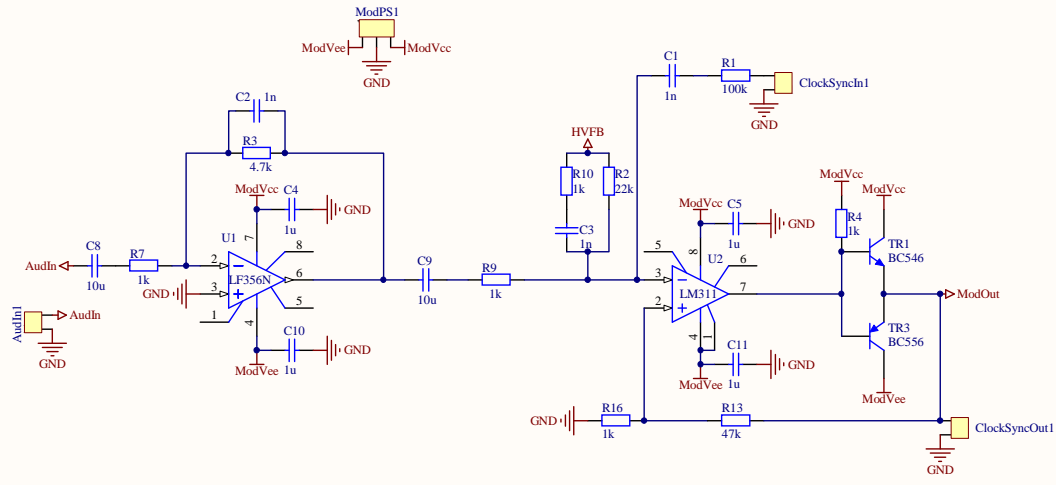 ModPS1
ModVee
ModVcc
GND
C1
1n
R1
100k
ClockSyncIn1
GND
C2
1n
R3
4.7k
HVFB
R10
1k
R2
22k
C3
1n
ModVcc
C4
1u
GND
ModVcc
C5
1u
GND
ModVcc
ModVcc
R4
1k
TR1
BC546
U1
7
8
AudIn
C8
10u
R7
1k
2
LF356N
6
GND
3
5
1
4
C9
10u
R9
1k
5
8
U2
6
3
LM311
7
2
4
1
ModOut
TR3
BC556
AudIn1
AudIn
GND
C10
1u
GND
ModVee
C11
1u
GND
ModVee
ModVee
GND
R16
1k
R13
47k
ClockSyncOut1
GND